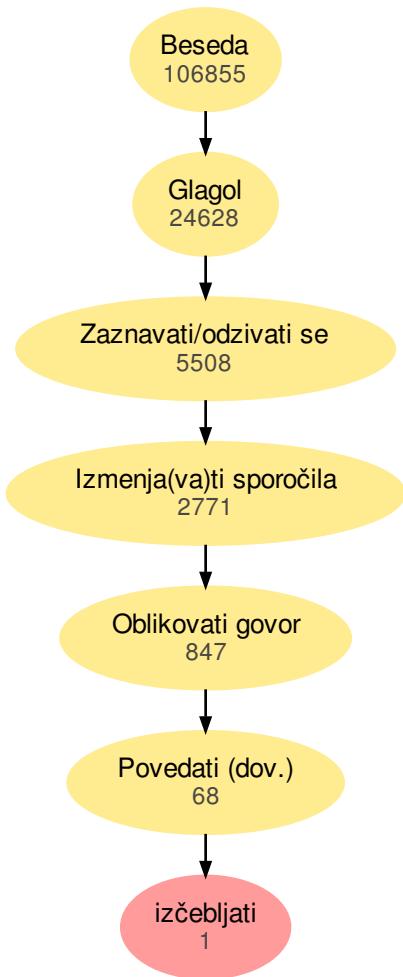 Beseda
106855
Glagol
24628
Zaznavati/odzivati se
5508
Izmenja(va)ti sporočila
2771
Oblikovati govor
847
Povedati (dov.)
68
izčebljati
1